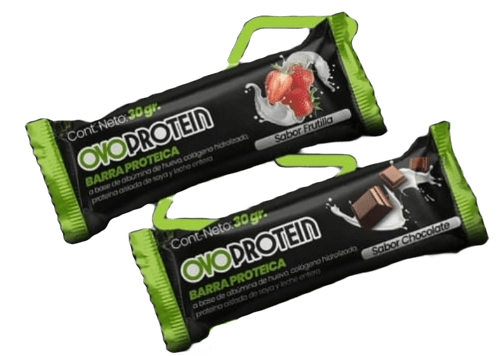 Cont. Neto: 30 gr.
OVOPROTEIN
BARRA PROTEICA
a base de albúmina de huevo, colágeno hidrolizado,
proteína aislada de soya y leche entera
Sabor Frutilla
Cont. Neto: 30 gr.
OVOPROTEIN
BARRA PROTEICA
a base de albúmina de huevo, colágeno hidrolizado,
proteína aislada de soya y leche entera
Sabor Chocolate